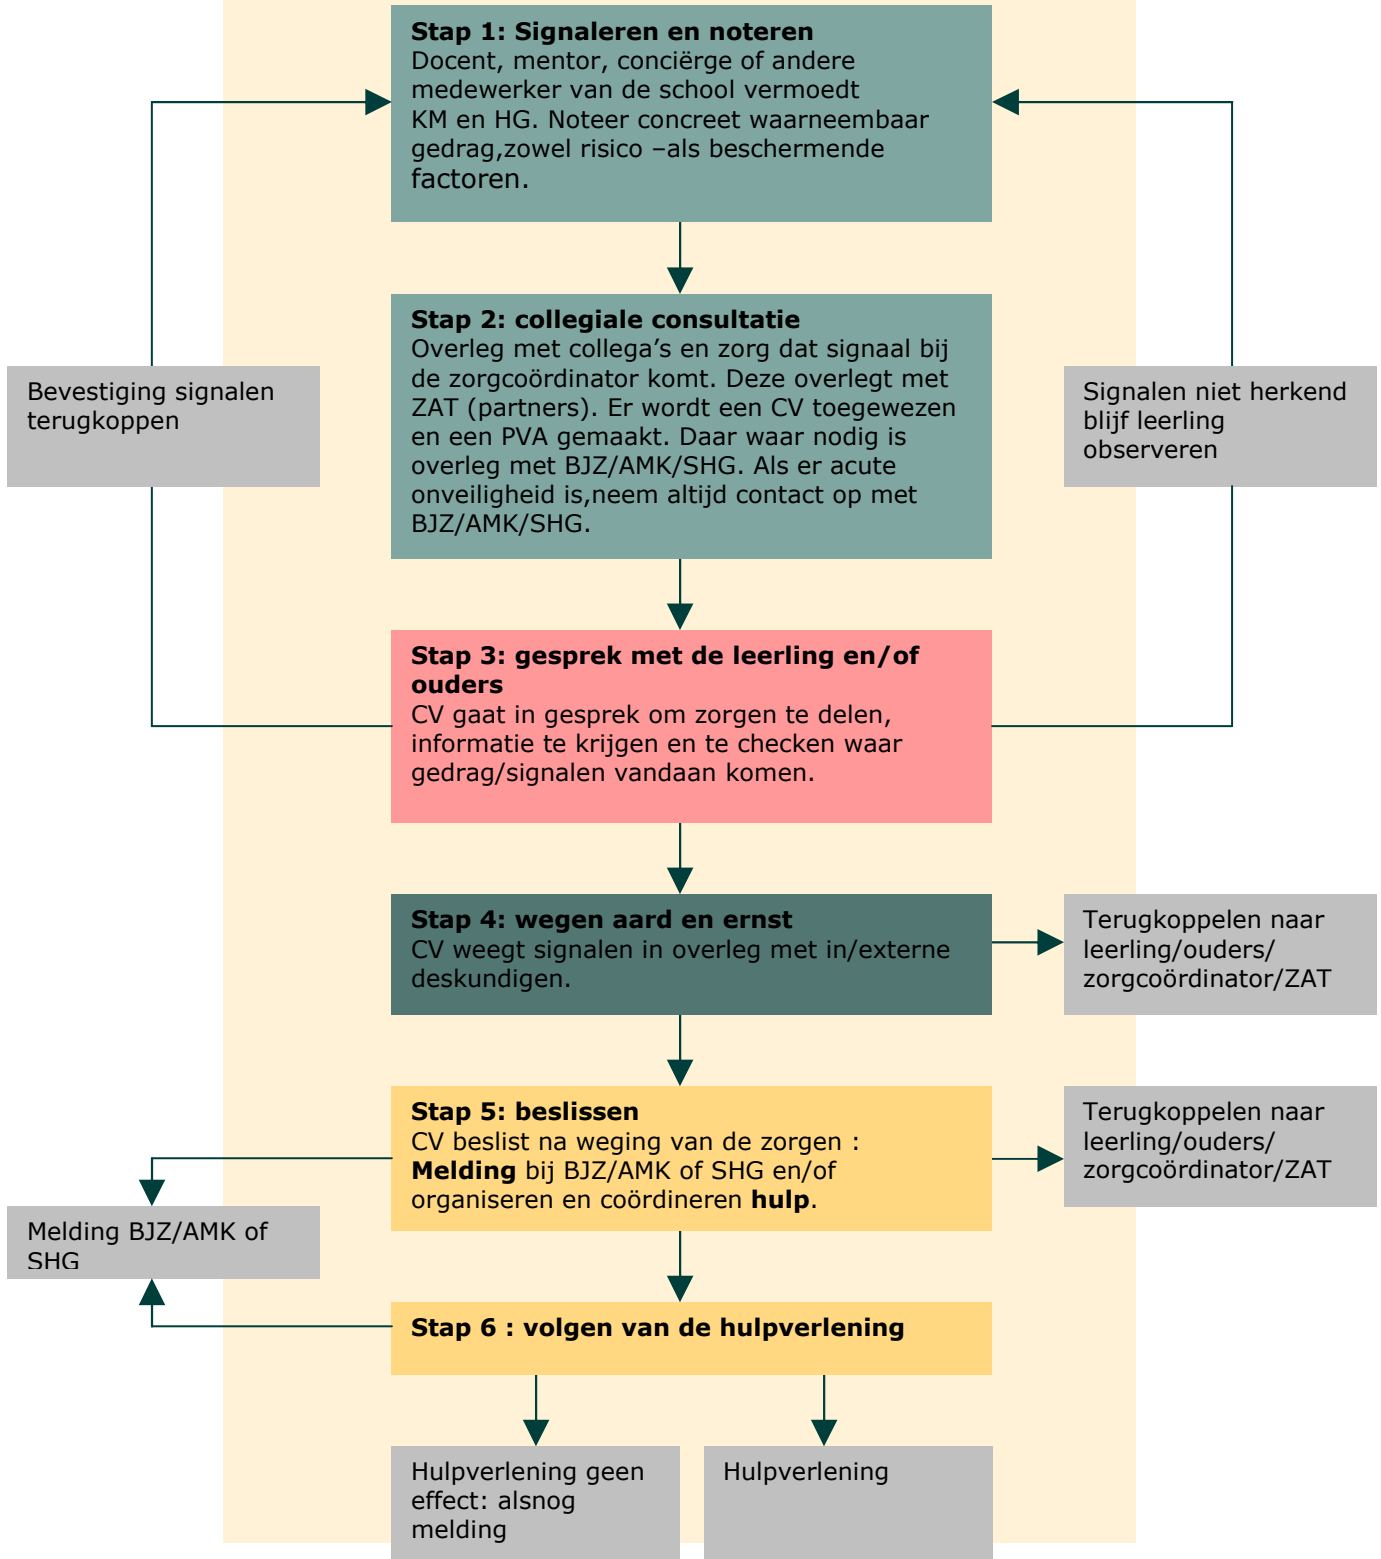 Stap 1: Signaleren en noteren
Docent, mentor, conciërge of andere
medewerker van de school vermoedt
KM en HG. Noteer concreet waarneembaar
gedrag,zowel risico –als beschermende
factoren.
Stap 2: collegiale consultatie
Overleg met collega’s en zorg dat signaal bij
de zorgcoördinator komt. Deze overlegt met
ZAT (partners). Er wordt een CV toegewezen
en een PVA gemaakt. Daar waar nodig is
overleg met BJZ/AMK/SHG. Als er acute
onveiligheid is,neem altijd contact op met
BJZ/AMK/SHG.
Bevestiging signalen
terugkoppen
Signalen niet herkend
blijf leerling
observeren
Stap 3: gesprek met de leerling en/of
ouders
CV gaat in gesprek om zorgen te delen,
informatie te krijgen en te checken waar
gedrag/signalen vandaan komen.
Stap 4: wegen aard en ernst
CV weegt signalen in overleg met in/externe
deskundigen.
Terugkoppelen naar
leerling/ouders/
zorgcoördinator/ZAT
Stap 5: beslissen
CV beslist na weging van de zorgen :
Melding bij BJZ/AMK of SHG en/of
organiseren en coördineren hulp.
Terugkoppelen naar
leerling/ouders/
zorgcoördinator/ZAT
Melding BJZ/AMK of
SHG
Stap 6 : volgen van de hulpverlening
Hulpverlening geen
effect: alsnog
melding
Hulpverlening